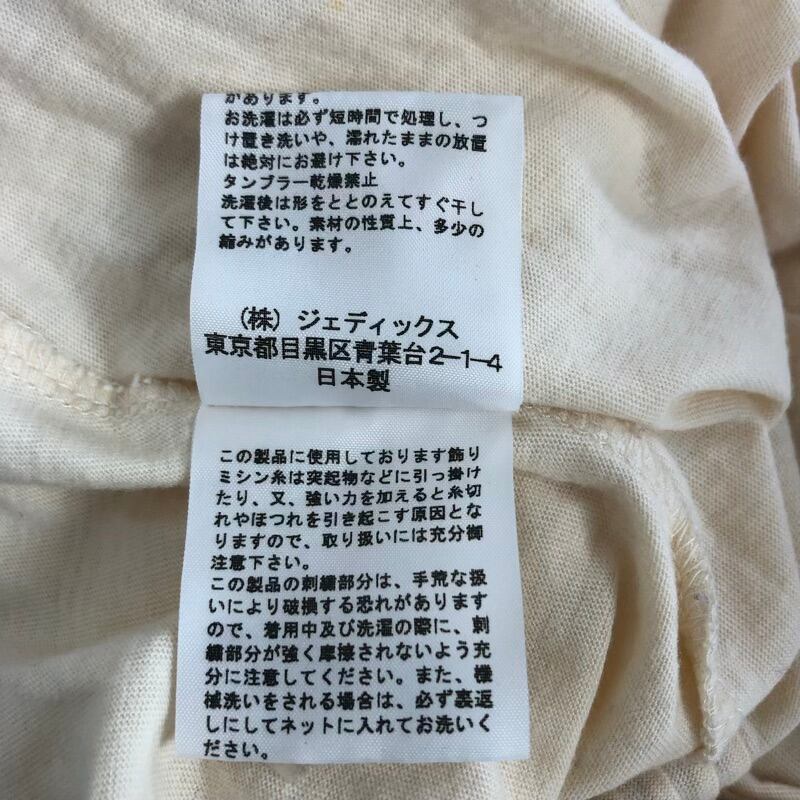 があります。
お洗濯は必ず短時間で処理し、つ
け置き洗いや、濡れたままの放置
は絶対にお避け下さい。
タンブラー乾燥禁止
洗濯後は形をととのえてすぐ干し
て下さい。素材の性質上、多少の
縮みがあります。
(株) ジェディックス
東京都目黒区青葉台2-1-4
日本製
この製品に使用しております飾り
ミシン糸は突起物などに引っ掛け
たり、又、強い力を加えると糸切
れやほつれを引き起こす原因とな
りますので、取り扱いには充分御
注意下さい。
この製品の刺繍部分は、手荒な扱
いにより破損する恐れがあります
ので、着用中及び洗濯の際に、刺
繍部分が強く摩擦されないよう充
分に注意してください。また、機
械洗いをされる場合は、必ず裏返
しにしてネットに入れてお洗いく
ださい。